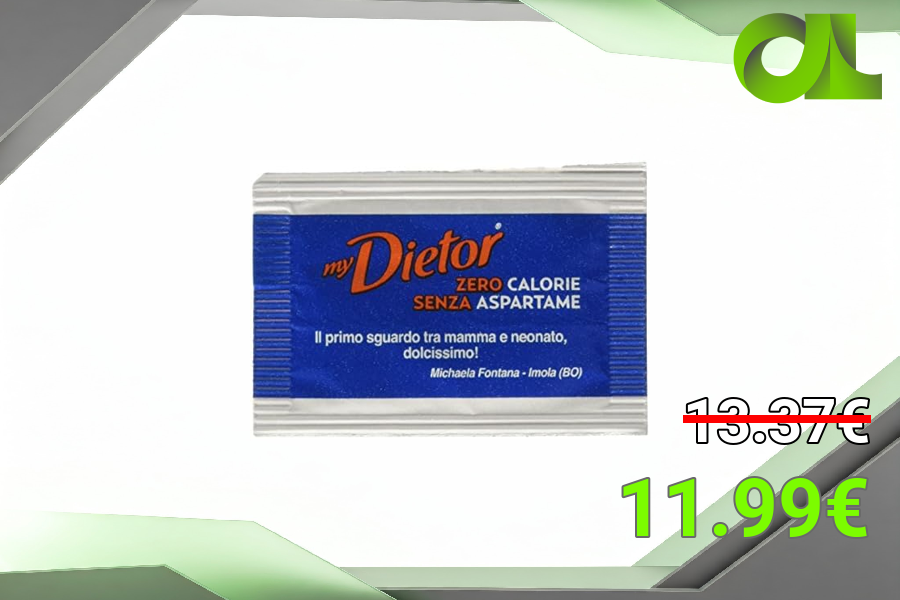 my Dietor®
ZERO CALORIE
SENZA ASPARTAME
Il primo sguardo tra mamma e neonato,
dolcissimo!
Michaela Fontana - Imola (BO)
13.37€
11.99€